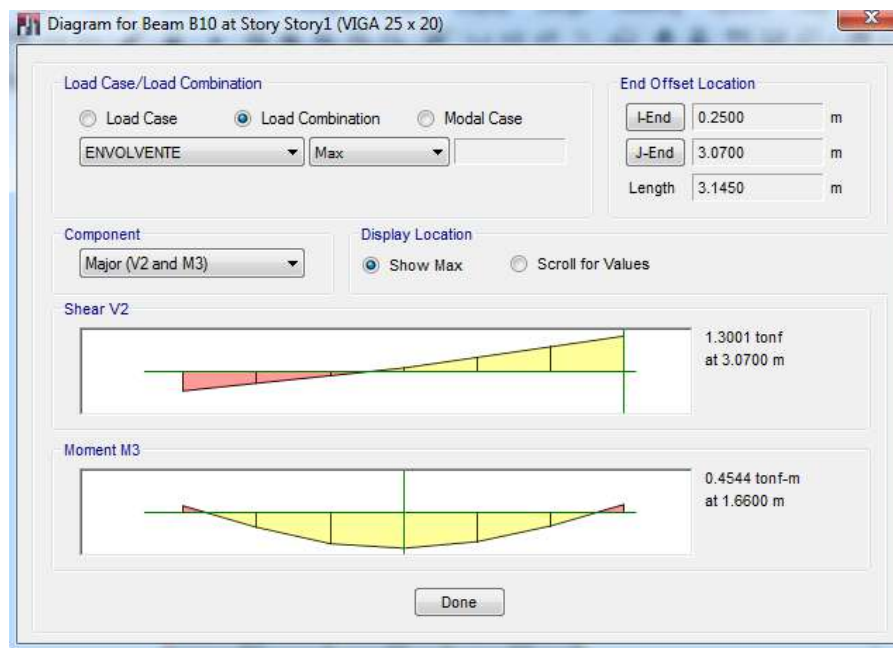 Diagram for Beam B10 at Story Story1 (VIGA 25 x 20)
Load Case/Load Combination
Load Case
Load Combination
Modal Case
ENVOLVENTE
Max
End Offset Location
I-End 0.2500 m
J-End 3.0700 m
Length 3.1450 m
Component
Major (V2 and M3)
Display Location
Show Max
Scroll for Values
Shear V2
1.3001 tonf
at 3.0700 m
Moment M3
0.4544 tonf-m
at 1.6600 m
Done